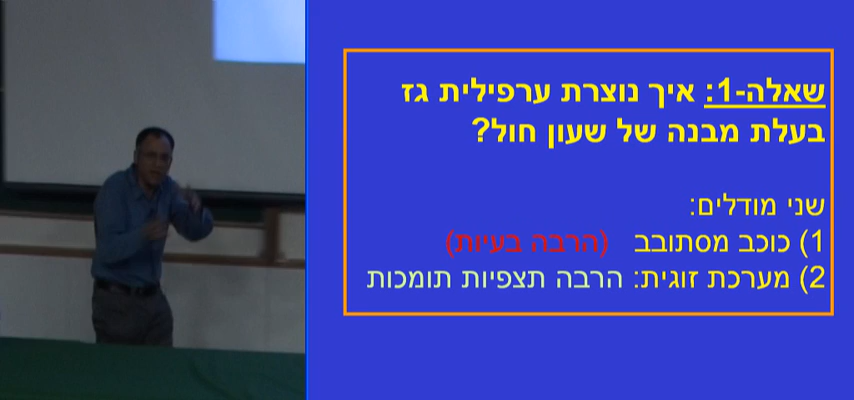 שאלה-1: איך נוצרת ערפילית גז
בעלת מבנה של שעון חול?
שני מודלים:
1) כוכב מסתובב (הרבה בעיות)
2) מערכת זוגית: הרבה תצפיות תומכות